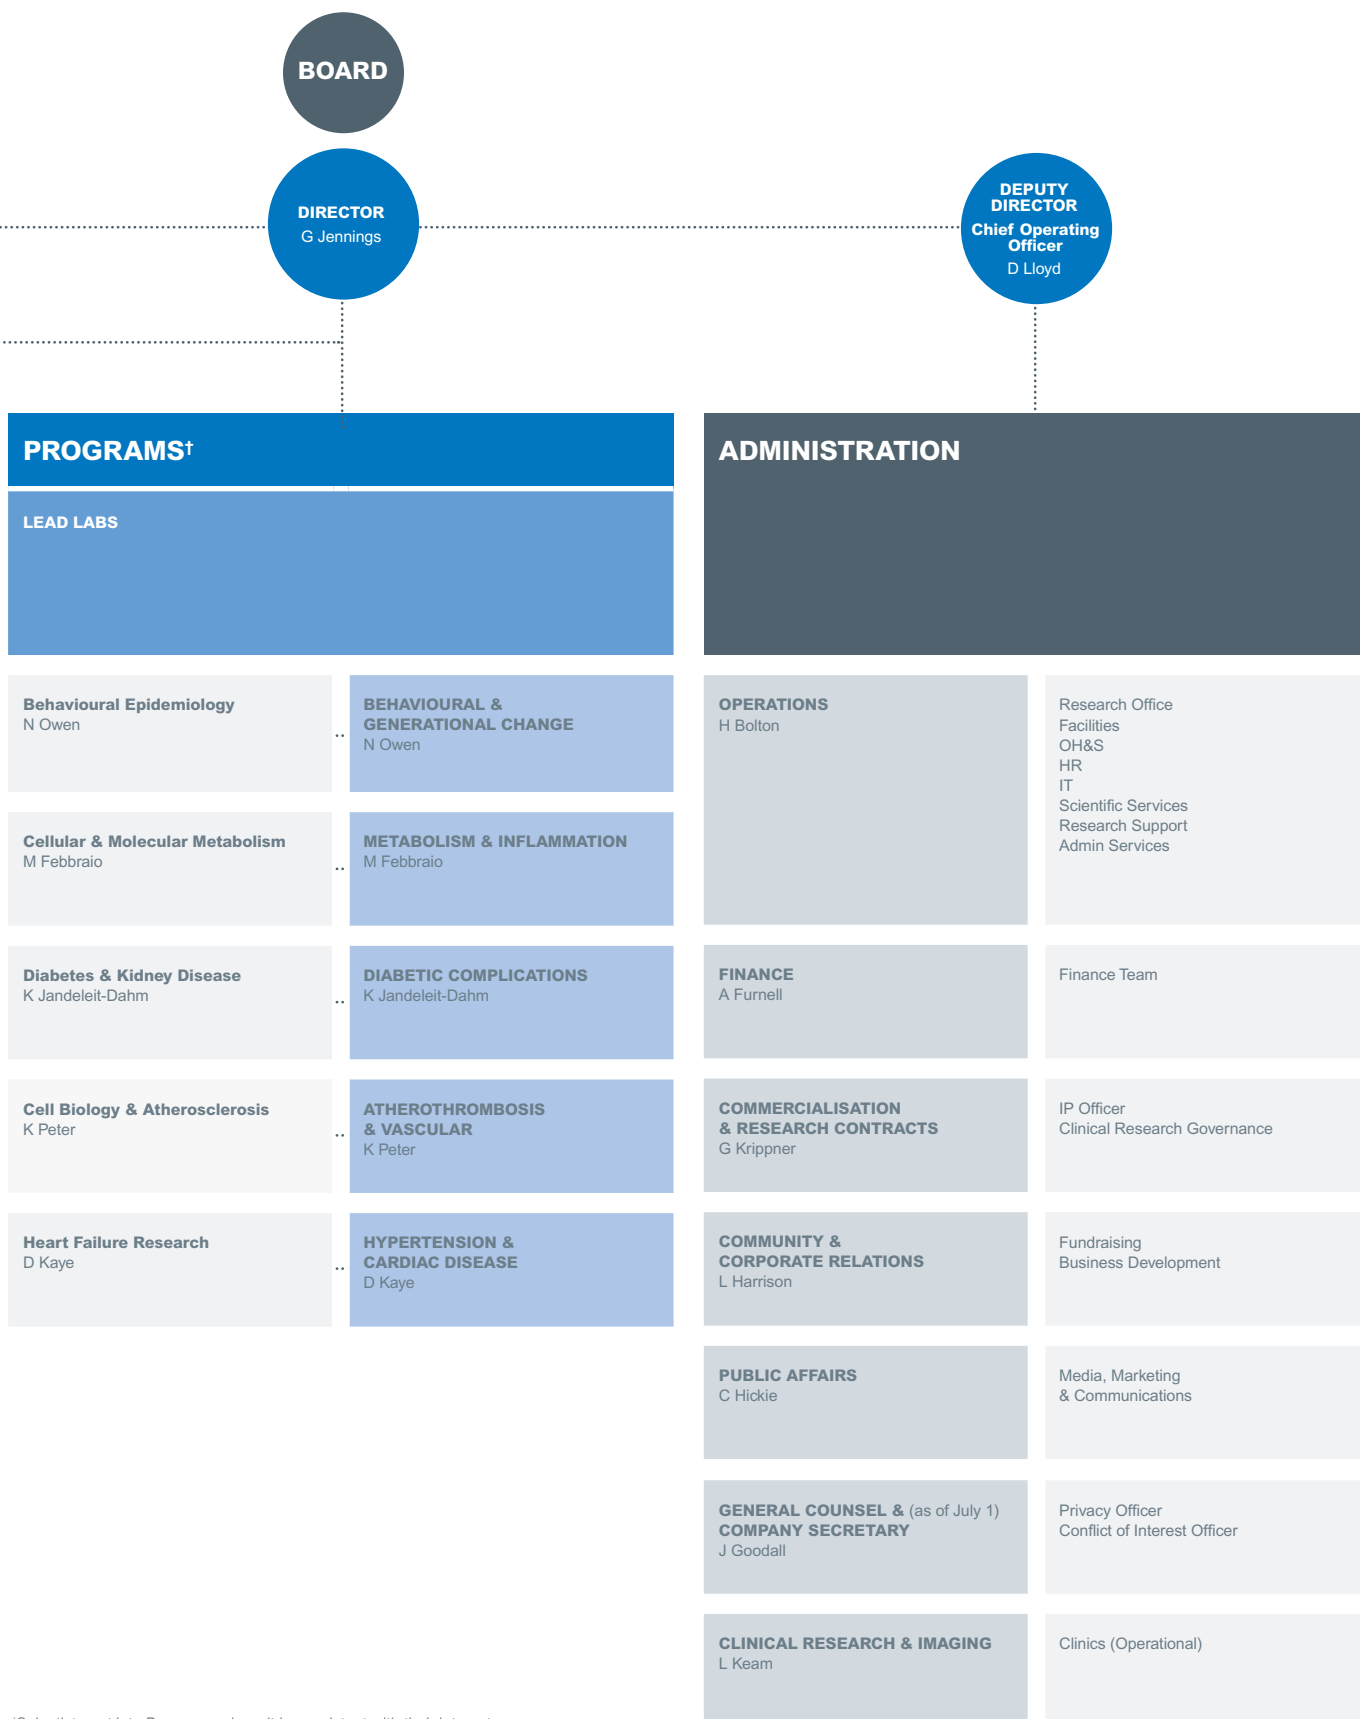 BOARD
DIRECTOR
G Jennings
DEPUTY
DIRECTOR
Chief Operating
Officer
D Lloyd
PROGRAMS†
LEAD LABS
Behavioural Epidemiology
N Owen
BEHAVIOURAL &
GENERATIONAL CHANGE
N Owen
Cellular & Molecular Metabolism
M Febbraio
METABOLISM & INFLAMMATION
M Febbraio
Diabetes & Kidney Disease
K Jandeleit-Dahm
DIABETIC COMPLICATIONS
K Jandeleit-Dahm
Cell Biology & Atherosclerosis
K Peter
ATHEROTHROMBOSIS
& VASCULAR
K Peter
Heart Failure Research
D Kaye
HYPERTENSION &
CARDIAC DISEASE
D Kaye
ADMINISTRATION
OPERATIONS
H Bolton
Research Office
Facilities
OH&S
HR
IT
Scientific Services
Research Support
Admin Services
FINANCE
A Furnell
Finance Team
COMMERCIALISATION
& RESEARCH CONTRACTS
G Krippner
IP Officer
Clinical Research Governance
COMMUNITY &
CORPORATE RELATIONS
L Harrison
Fundraising
Business Development
PUBLIC AFFAIRS
C Hickie
Media, Marketing
& Communications
GENERAL COUNSEL & (as of July 1)
COMPANY SECRETARY
J Goodall
Privacy Officer
Conflict of Interest Officer
CLINICAL RESEARCH & IMAGING
L Keam
Clinics (Operational)